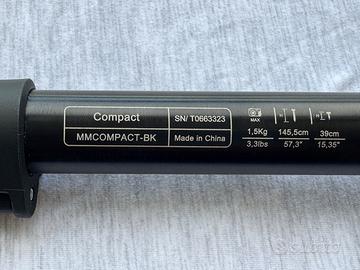 Compact
SN/ T0663323
MMCOMPACT-BK
Made in China
MAX
1,5Kg 145,5cm 39cm
3,3lbs 57,3" 15,35"
subito